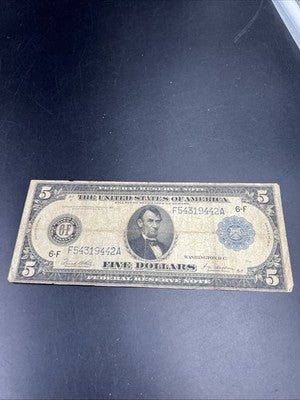 FEDERAL RESERVE NOTE
5 THE UNITED STATES OF AMERICA 5
F54319442A 6-F
6-F
6-F F54319442A
WASHINGTON, D.C.
5 FIVE DOLLARS 5
FEDERAL RESERVE NOTE